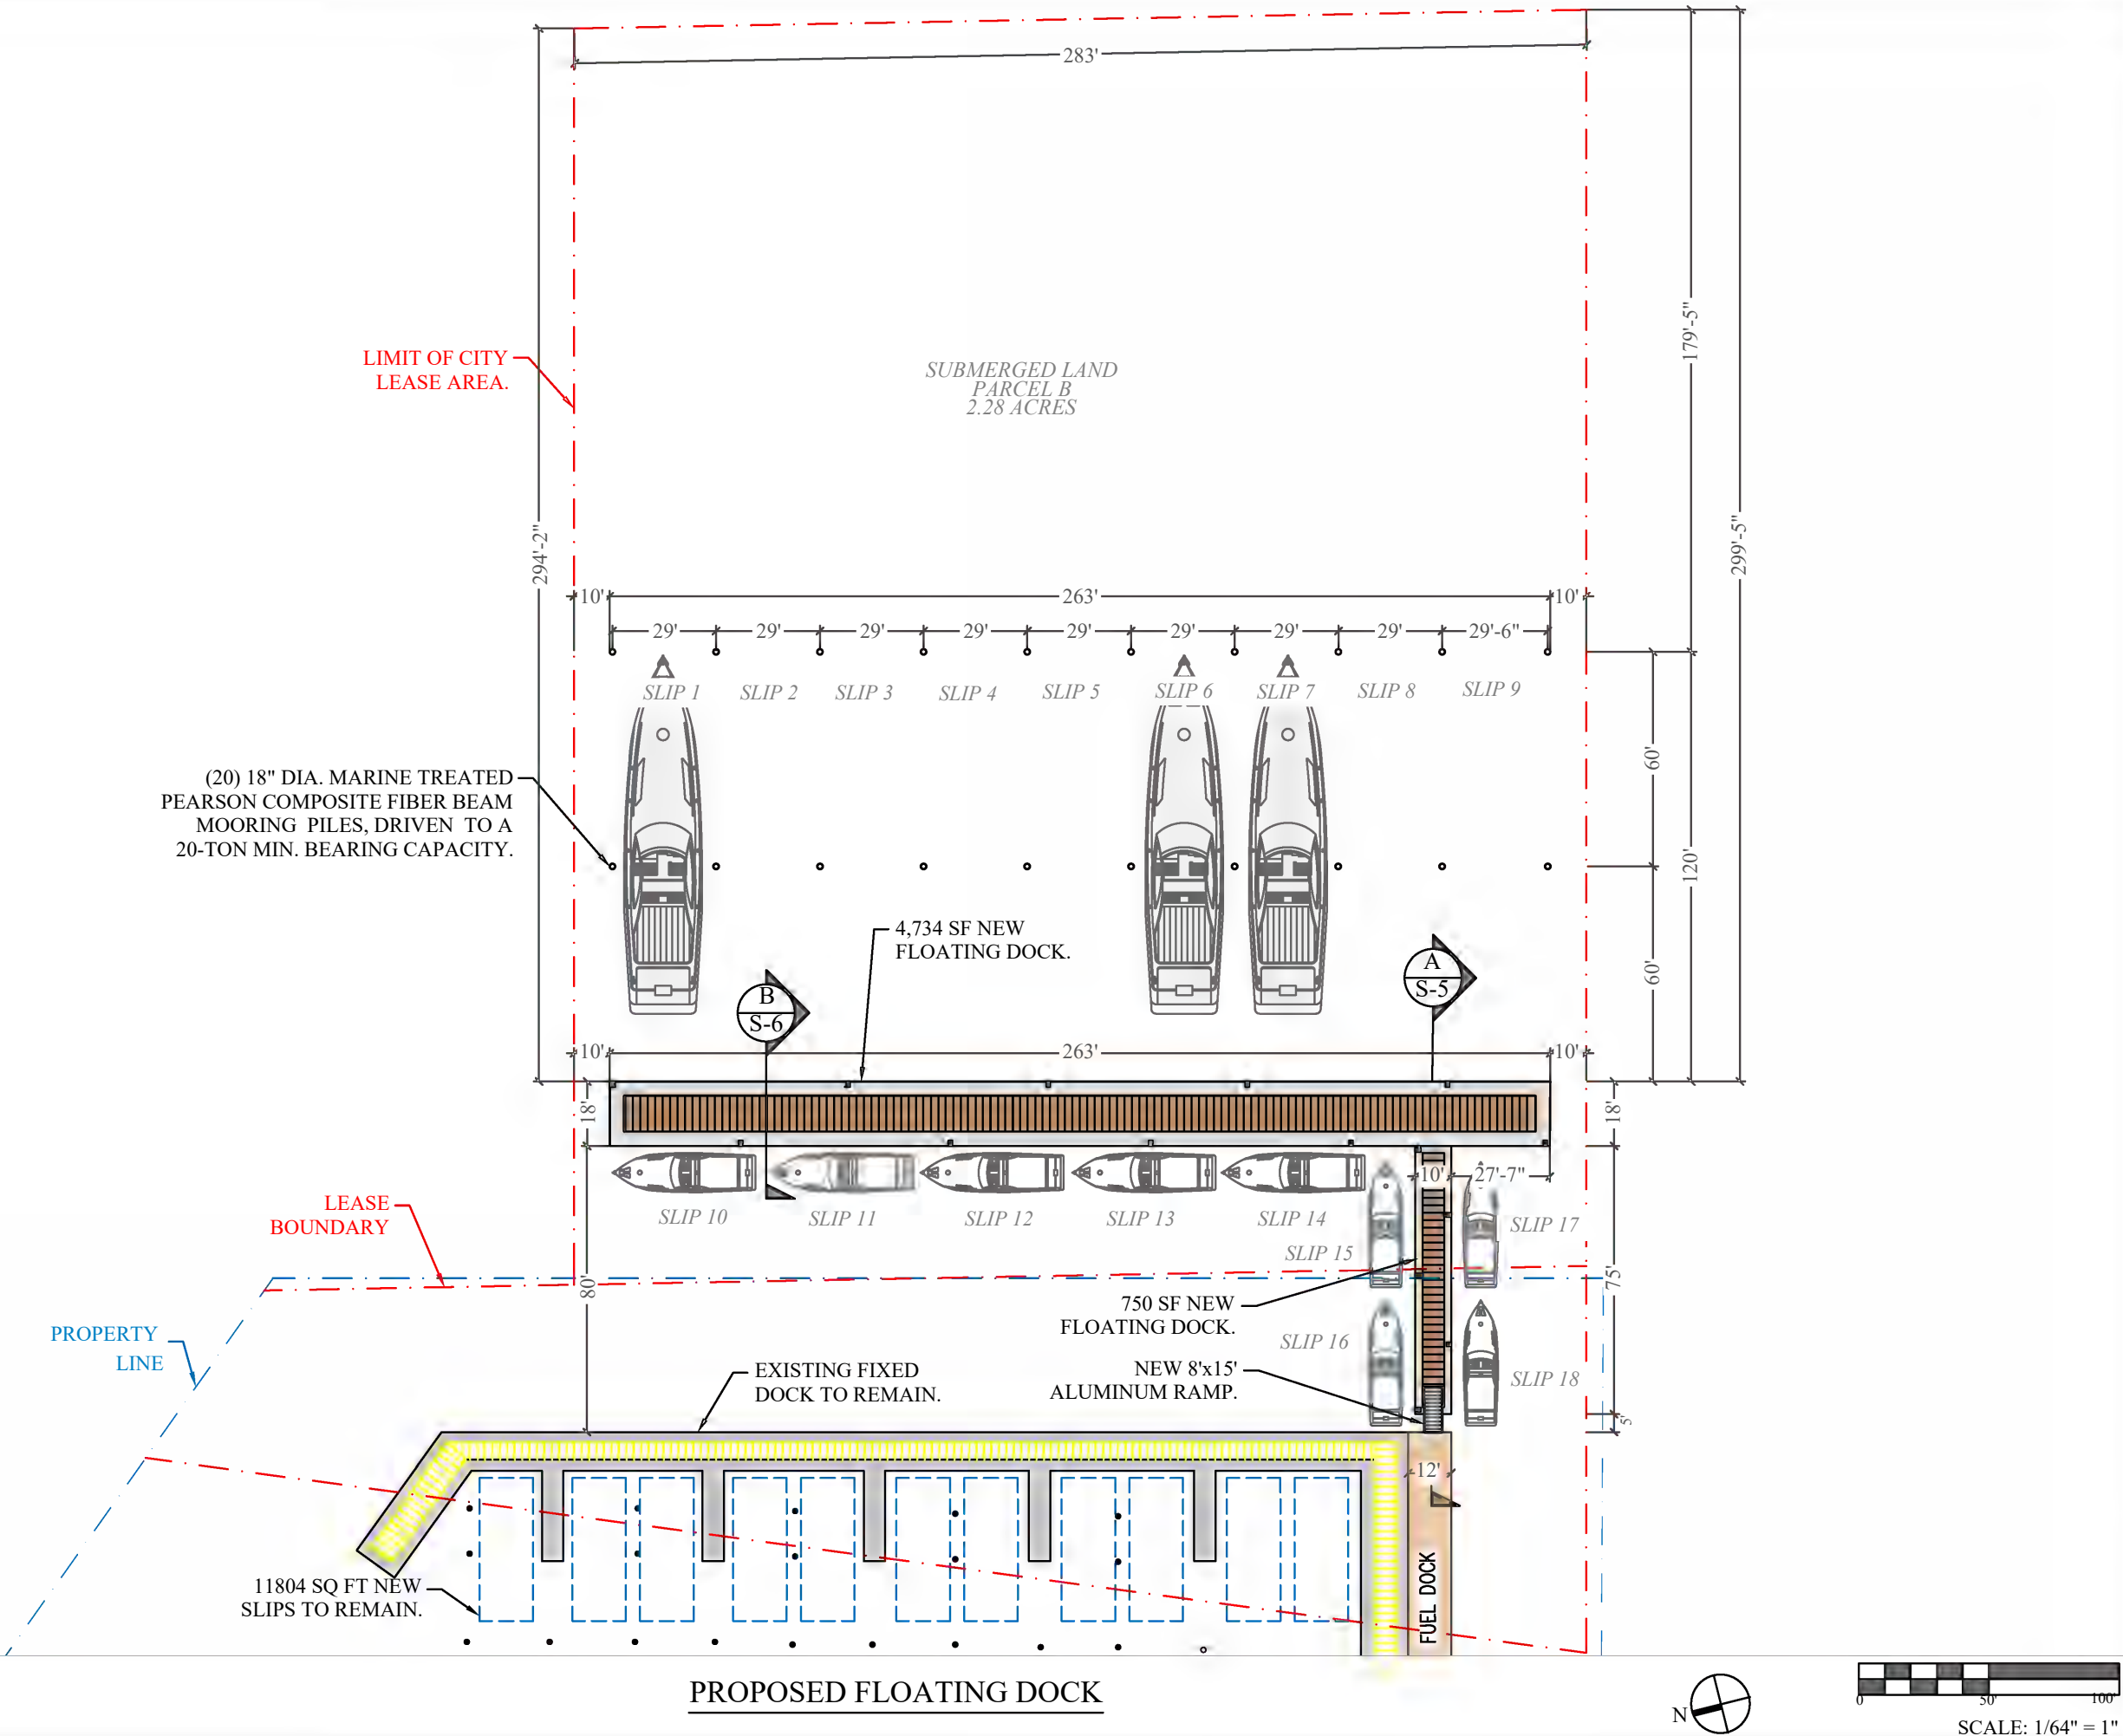 283'
LIMIT OF CITY
LEASE AREA.
SUBMERGED LAND
PARCEL B
2.28 ACRES
179'-5"
294'-2"
299'-5"
10'
263'
10'
29'
29'
29'
29'
29'
29'
29'
29'
29'-6"
SLIP 1
SLIP 2
SLIP 3
SLIP 4
SLIP 5
SLIP 6
SLIP 7
SLIP 8
SLIP 9
(20) 18" DIA. MARINE TREATED
PEARSON COMPOSITE FIBER BEAM
MOORING PILES, DRIVEN TO A
20-TON MIN. BEARING CAPACITY.
60'
120'
60'
4,734 SF NEW
FLOATING DOCK.
B
S-6
A
S-5
10'
263'
10'
18'
18'
10'
27'-7"
SLIP 10
SLIP 11
SLIP 12
SLIP 13
SLIP 14
SLIP 15
SLIP 17
LEASE
BOUNDARY
80'
75'
750 SF NEW
FLOATING DOCK.
SLIP 16
PROPERTY
LINE
NEW 8'x15'
ALUMINUM RAMP.
SLIP 18
EXISTING FIXED
DOCK TO REMAIN.
5'
12'
11804 SQ FT NEW
SLIPS TO REMAIN.
FUEL DOCK
PROPOSED FLOATING DOCK
N
0
50'
100'
SCALE: 1/64" = 1"